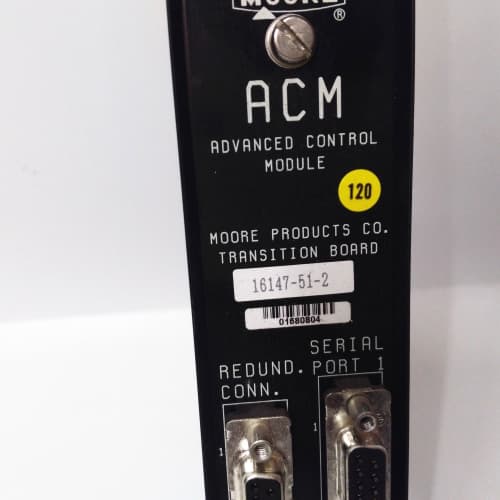 MOORE
®
ACM
ADVANCED CONTROL
MODULE
120
MOORE PRODUCTS CO.
TRANSITION BOARD
16147-51-2
01680804
SERIAL
REDUND. PORT 1
CONN.
1
1